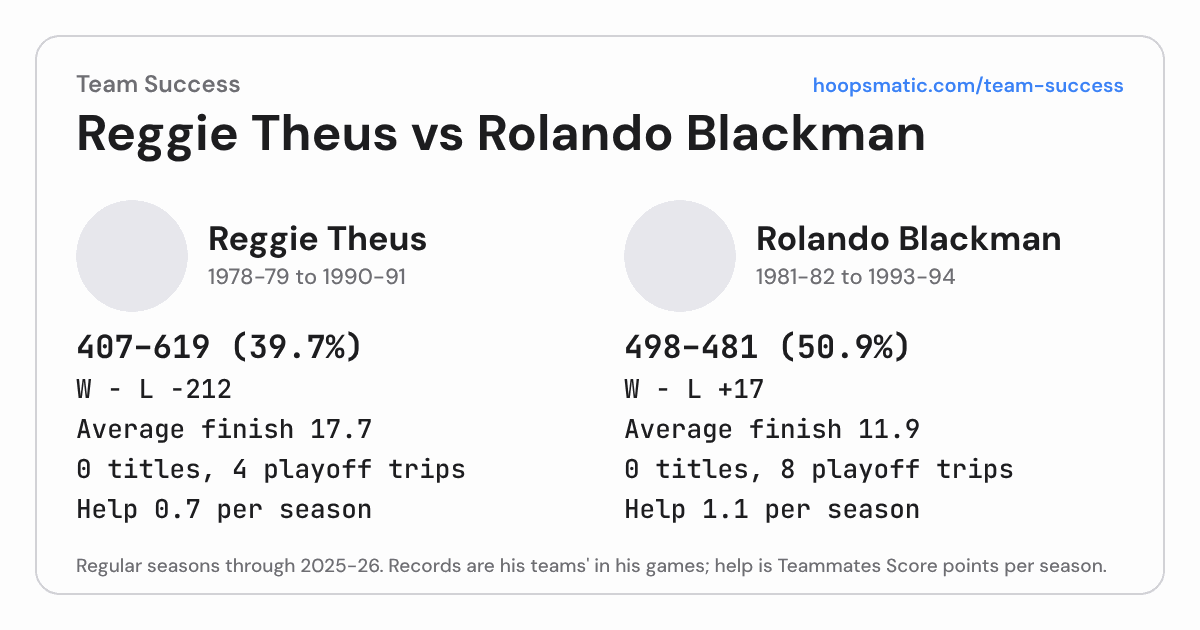 Team Success
hoopsmatic.com/team-success
Reggie Theus vs Rolando Blackman
Reggie Theus
1978-79 to 1990-91
407-619 (39.7%)
W - L -212
Average finish 17.7
0 titles, 4 playoff trips
Help 0.7 per season
Rolando Blackman
1981-82 to 1993-94
498-481 (50.9%)
W - L +17
Average finish 11.9
0 titles, 8 playoff trips
Help 1.1 per season
Regular seasons through 2025-26. Records are his teams' in his games; help is Teammates Score points per season.